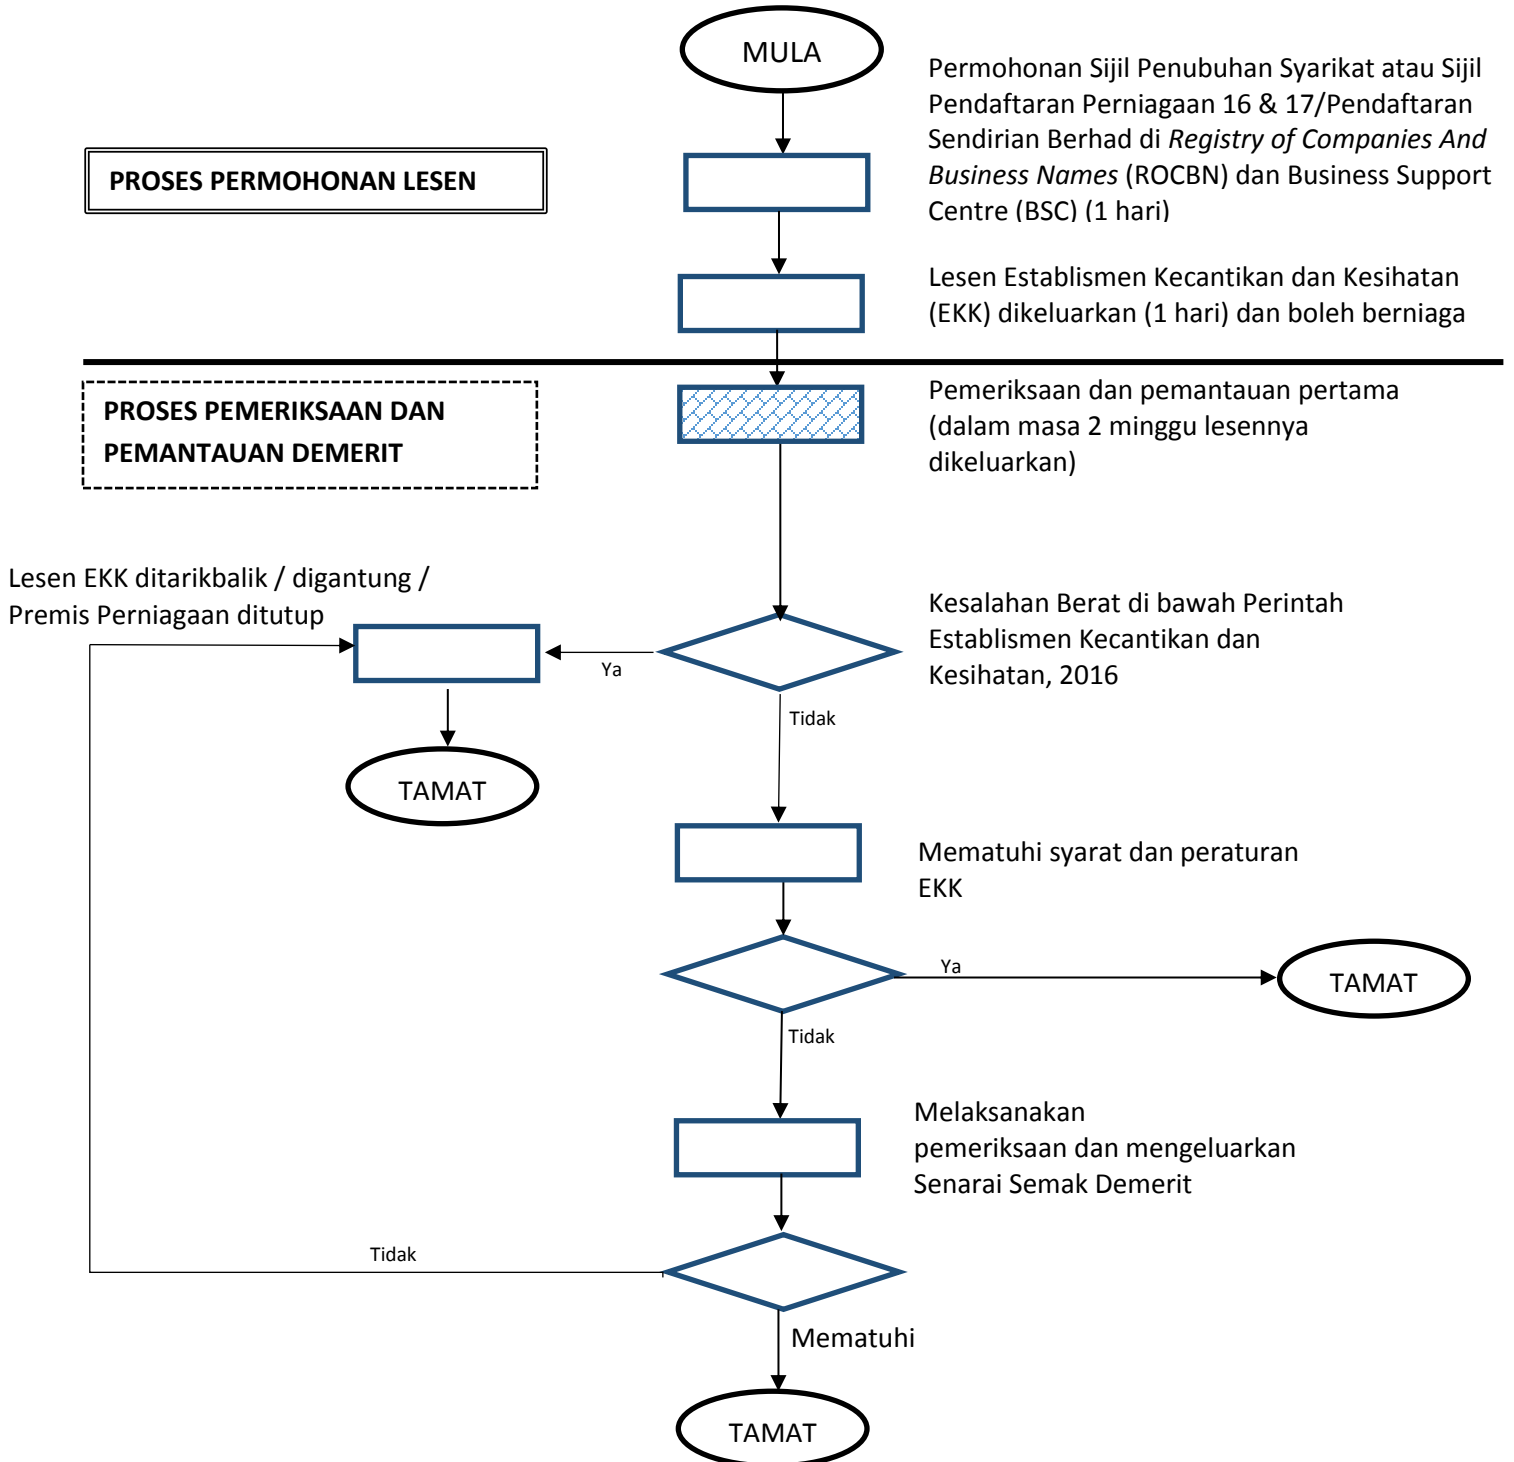 MULA
Permohonan Sijil Penubuhan Syarikat atau Sijil
Pendaftaran Perniagaan 16 & 17/Pendaftaran
Sendirian Berhad di Registry of Companies And
Business Names (ROCBN) dan Business Support
Centre (BSC) (1 hari)
PROSES PERMOHONAN LESEN
Lesen Establismen Kecantikan dan Kesihatan
(EKK) dikeluarkan (1 hari) dan boleh berniaga
PROSES PEMERIKSAAN DAN
PEMANTAUAN DEMERIT
Pemeriksaan dan pemantauan pertama
(dalam masa 2 minggu lesennya
dikeluarkan)
Lesen EKK ditarikbalik / digantung /
Premis Perniagaan ditutup
Kesalahan Berat di bawah Perintah
Establismen Kecantikan dan
Kesihatan, 2016
Ya
Tidak
TAMAT
Mematuhi syarat dan peraturan
EKK
Ya
TAMAT
Tidak
Melaksanakan
pemeriksaan dan mengeluarkan
Senarai Semak Demerit
Tidak
Mematuhi
TAMAT